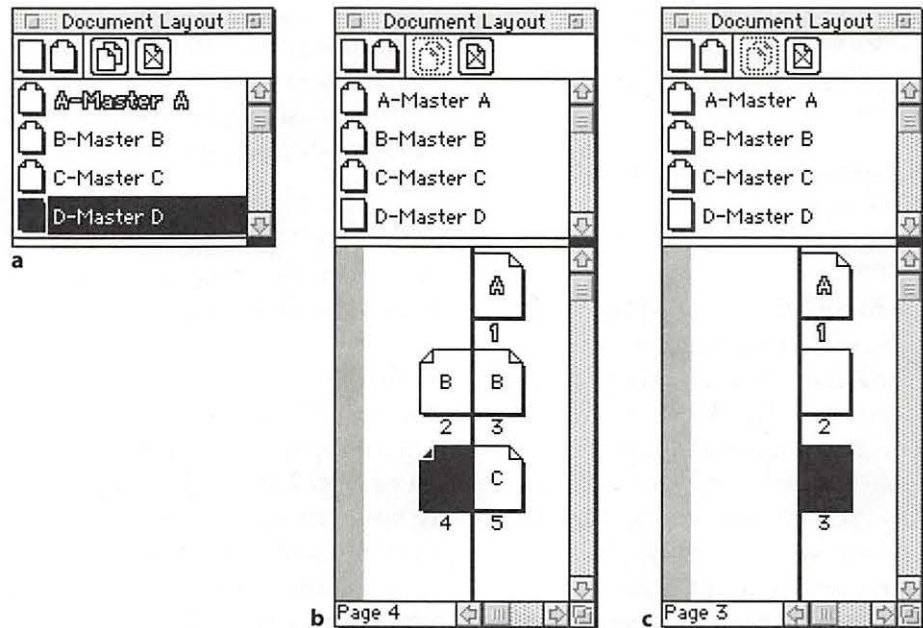 Document Layout
A-Master A
B-Master B
C-Master C
D-Master D
a
Document Layout
A-Master A
B-Master B
C-Master C
D-Master D
A
1
B B
2 3
C
4 5
Page 4
b
Document Layout
A-Master A
B-Master B
C-Master C
D-Master D
A
1
2
3
Page 3
c